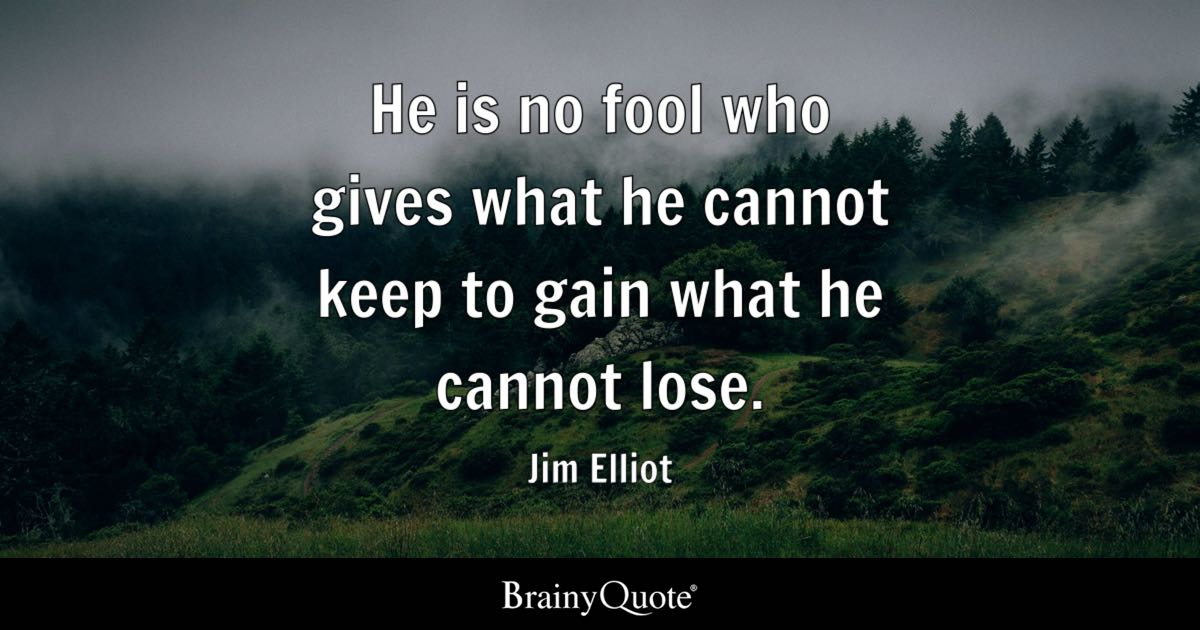 He is no fool who
gives what he cannot
keep to gain what he
cannot lose.
Jim Elliot
BrainyQuote®